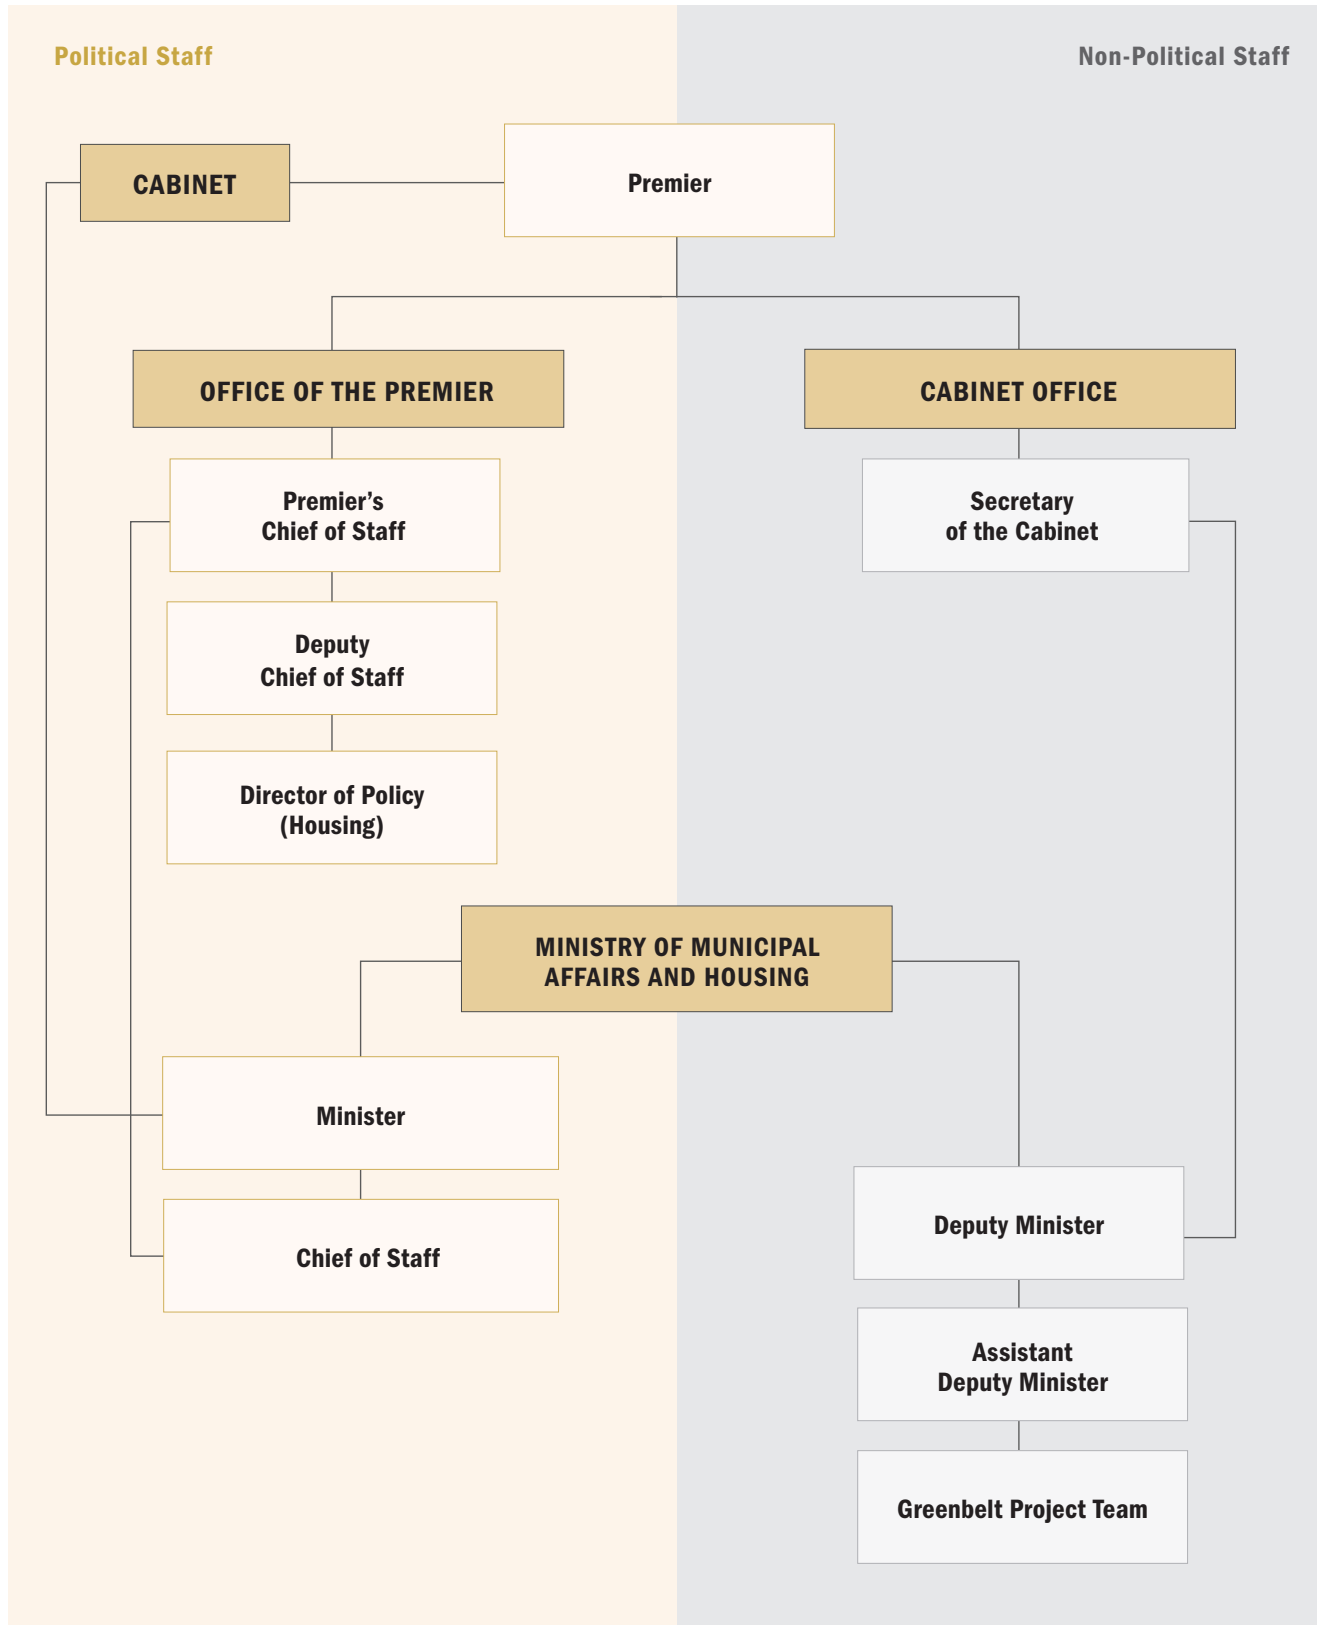 Political Staff
Non-Political Staff
CABINET
Premier
OFFICE OF THE PREMIER
CABINET OFFICE
Premier’s
Chief of Staff
Secretary
of the Cabinet
Deputy
Chief of Staff
Director of Policy
(Housing)
MINISTRY OF MUNICIPAL
AFFAIRS AND HOUSING
Minister
Chief of Staff
Deputy Minister
Assistant
Deputy Minister
Greenbelt Project Team